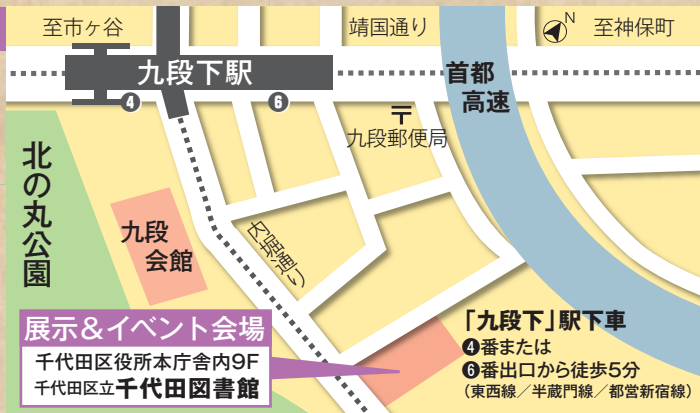 至市ヶ谷
靖国通り
N
至神保町
九段下駅
首都
高速
❹
❻
〒
九段郵便局
北の丸公園
九段
会館
内堀通り
展示&イベント会場
千代田区役所本庁舎内9F
千代田区立千代田図書館
「九段下」駅下車
❹番または
❻番出口から徒歩5分
(東西線/半蔵門線/都営新宿線)